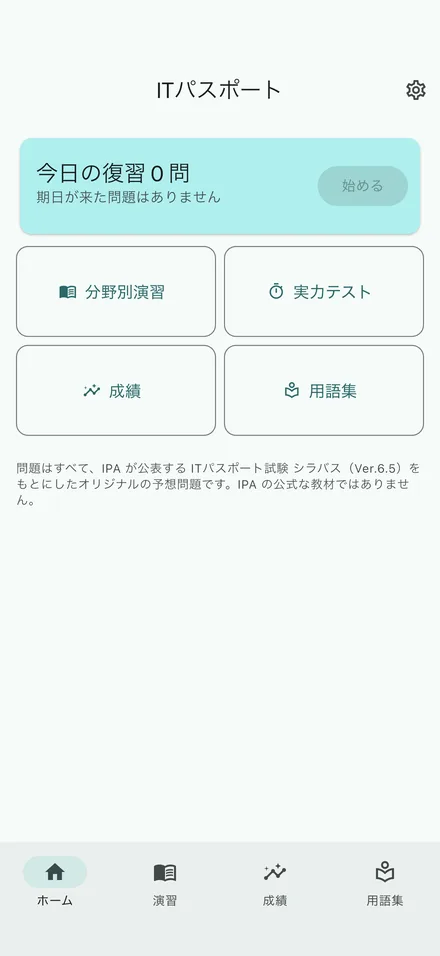 ITパスポート
今日の復習 0 問
期日が来た問題はありません
始める
分野別演習
実力テスト
成績
用語集
問題はすべて、IPA が公表する ITパスポート試験 シラバス（Ver.6.5）を
もとにしたオリジナルの予想問題です。IPA の公式な教材ではありませ
ん。
ホーム
演習
成績
用語集